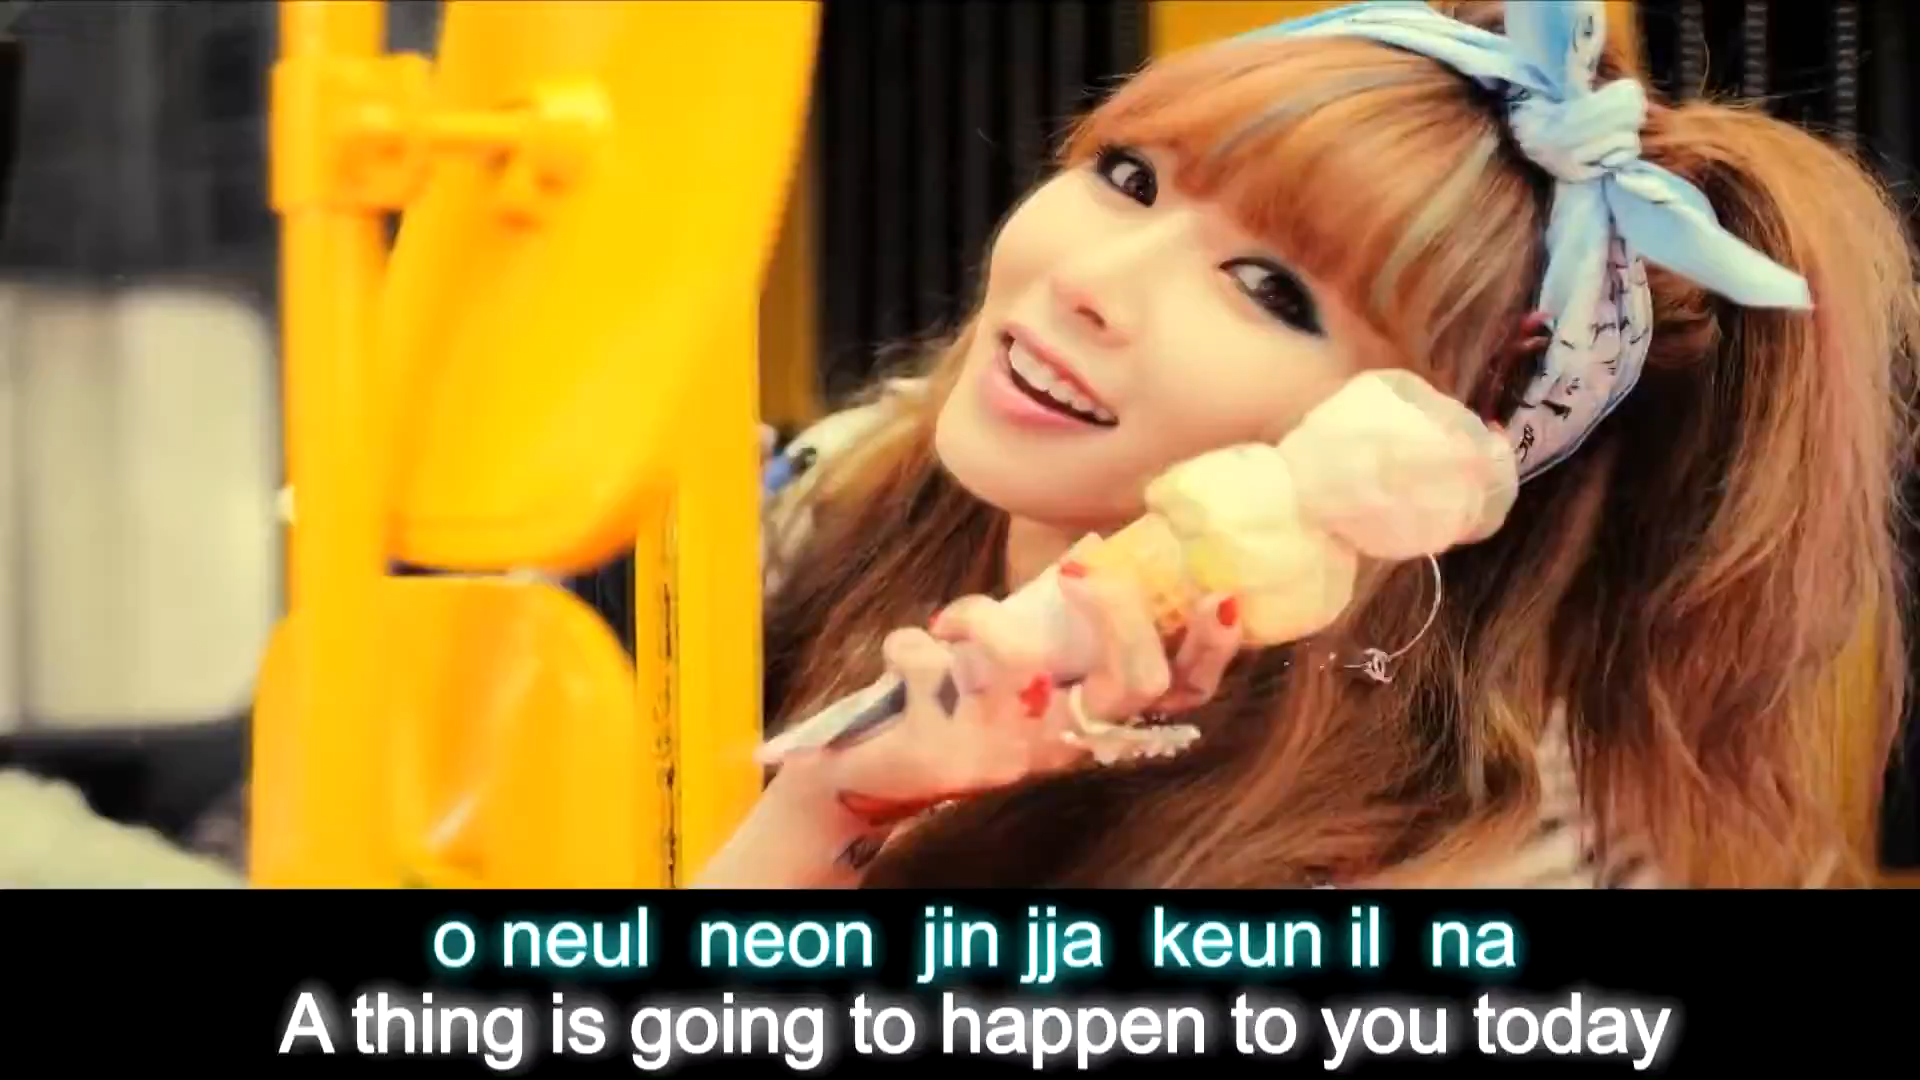 o neul neon jin jja keun il na
A thing is going to happen to you today